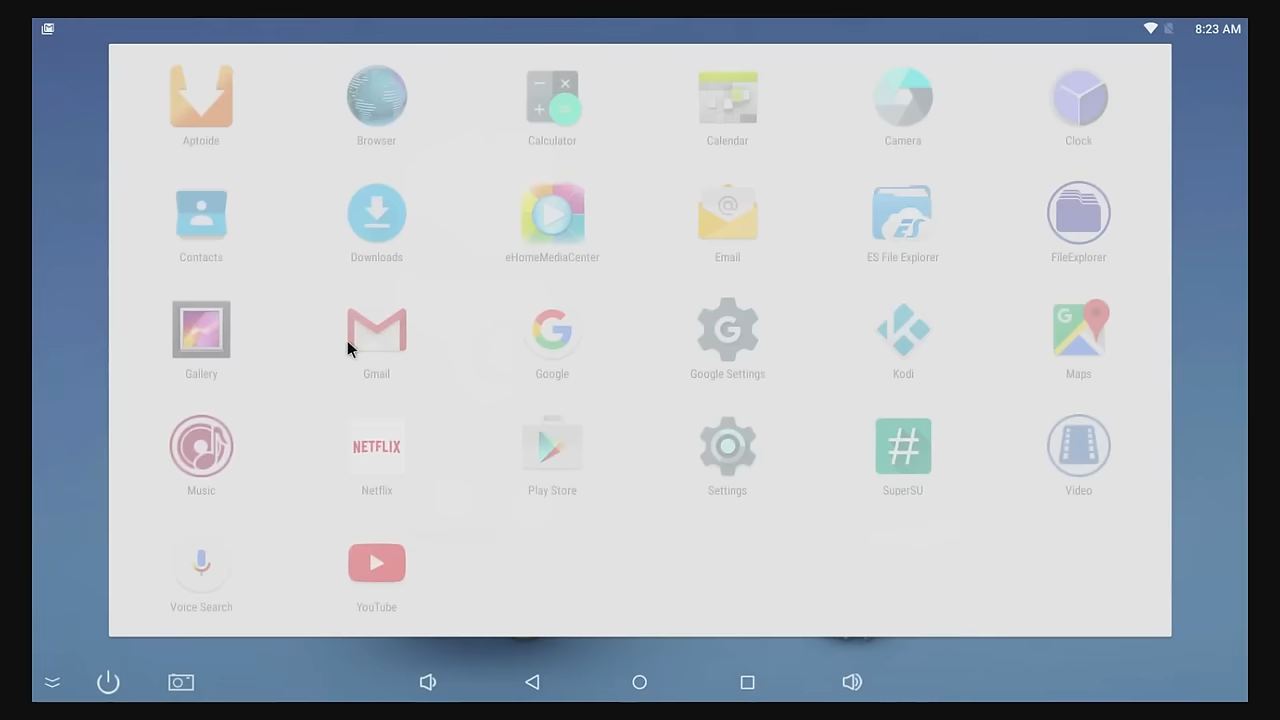 8:23 AM
Aptoide
Browser
Calculator
Calendar
Camera
Clock
Contacts
Downloads
eHomeMediaCenter
@
Email
ES
ES File Explorer
FileExplorer
Gallery
Gmail
G
Google
G
Google Settings
Kodi
G
Maps
Music
NETFLIX
Netflix
Play Store
Settings
#
SuperSU
Video
Voice Search
YouTube